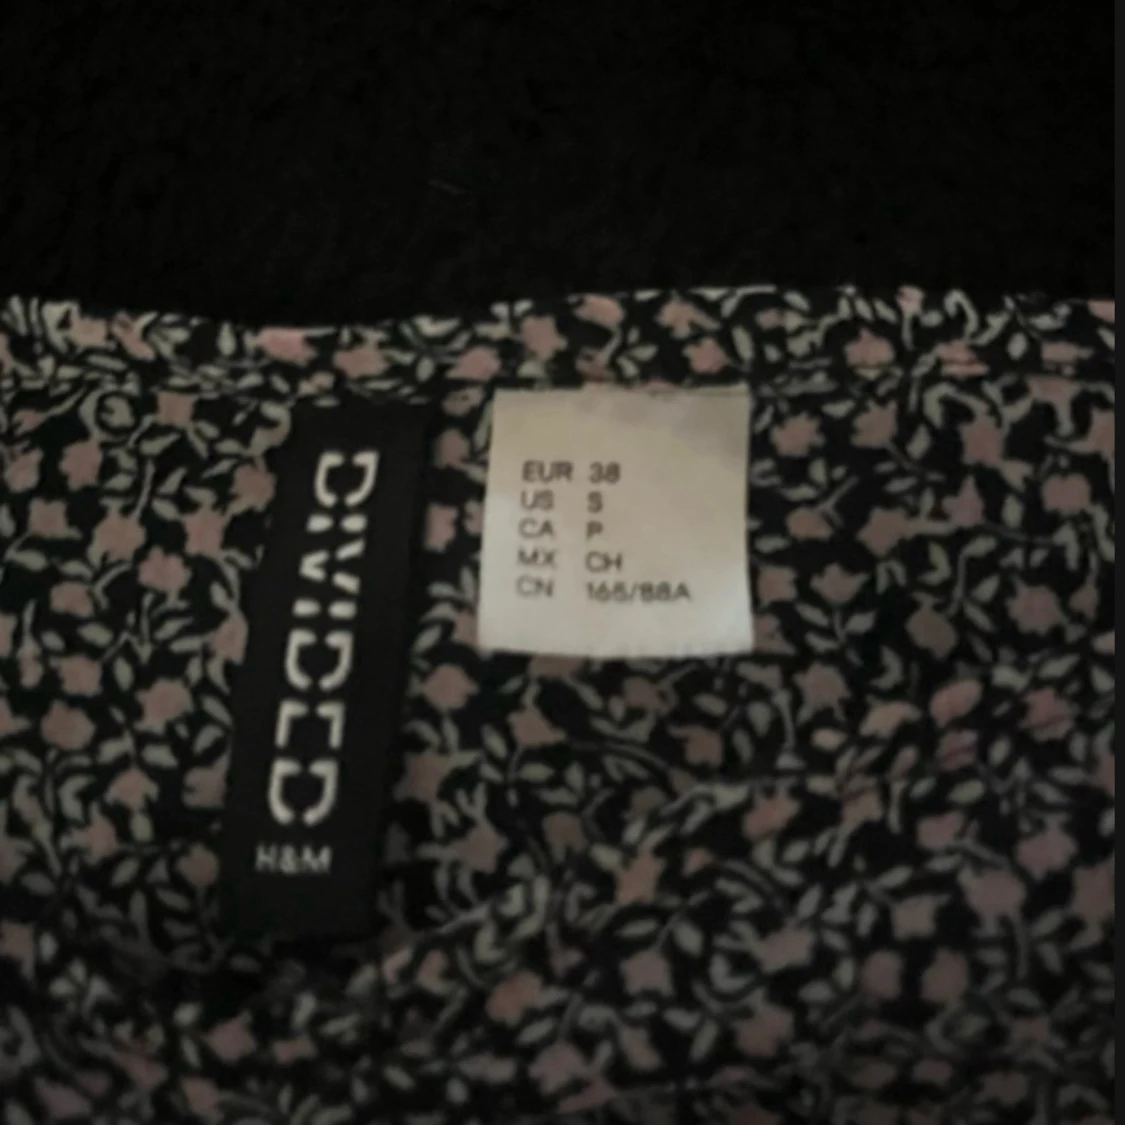 DIVIDED
H&M
EUR 38
US S
CA P
MX CH
CN 165/88A